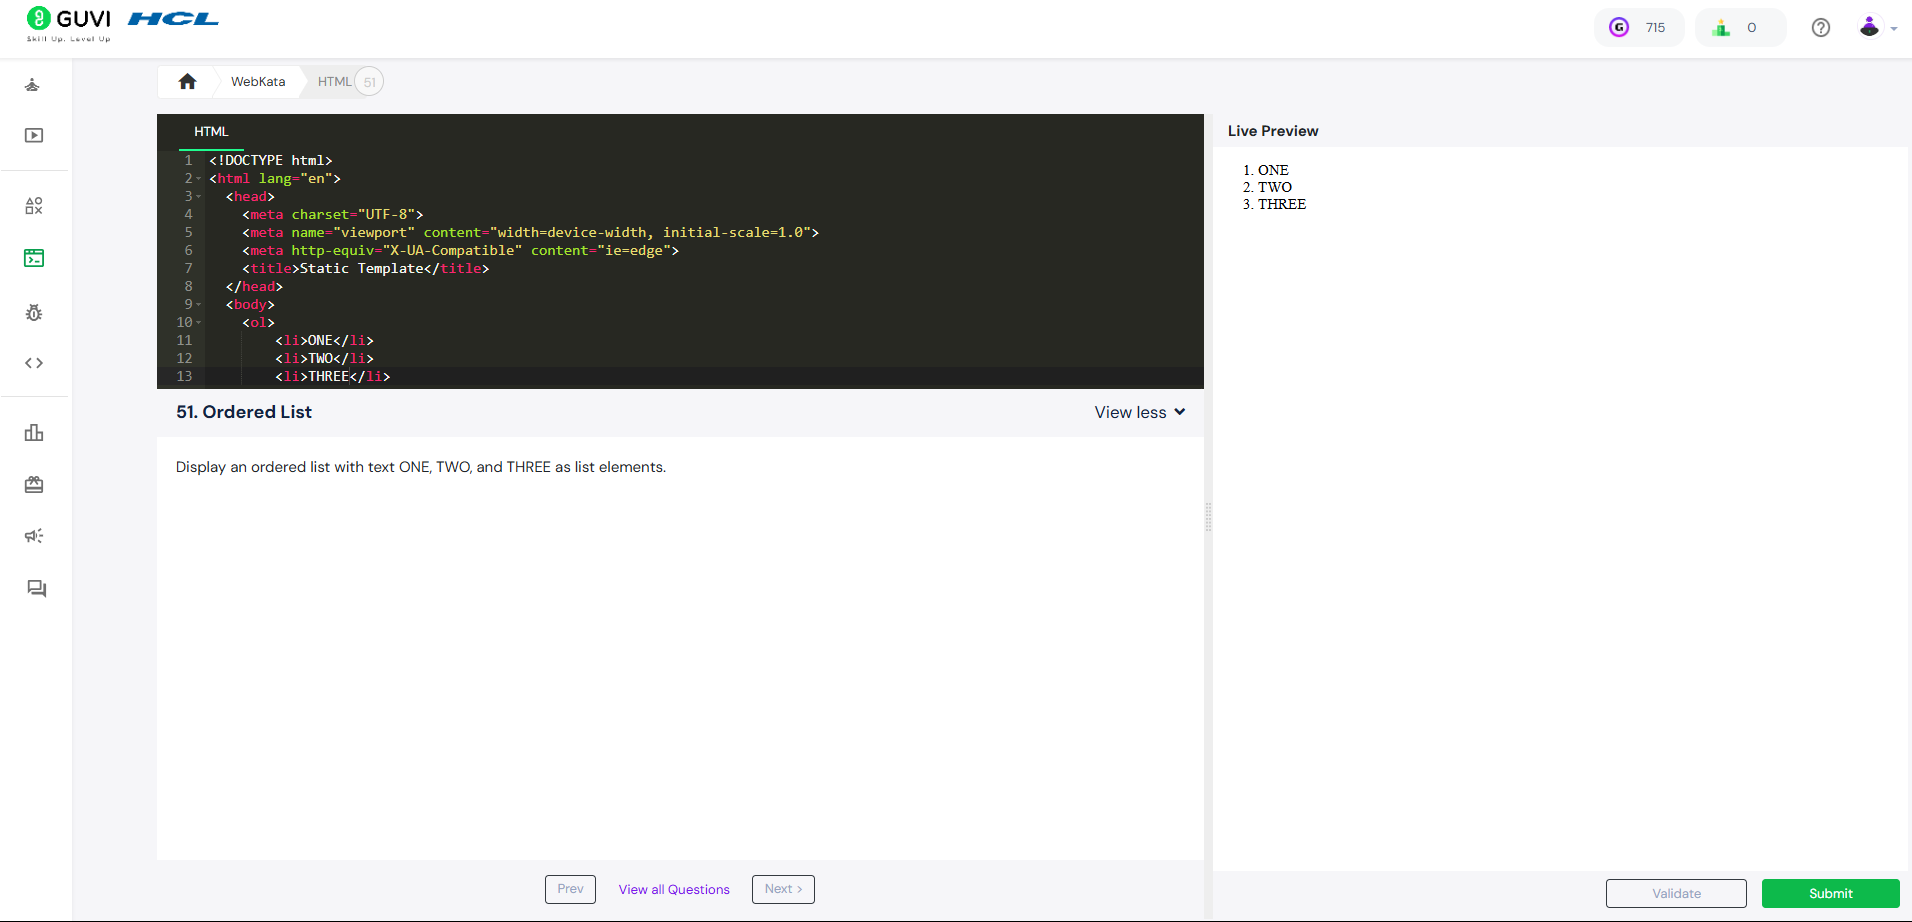 GUVI HCL
Skill Up. Level Up
715
0
WebKata
HTML 51
HTML
1 <!DOCTYPE html>
2 <html lang="en">
3 <head>
4 <meta charset="UTF-8">
5 <meta name="viewport" content="width=device-width, initial-scale=1.0">
6 <meta http-equiv="X-UA-Compatible" content="ie=edge">
7 <title>Static Template</title>
8 </head>
9 <body>
10 <ol>
11 <li>ONE</li>
12 <li>TWO</li>
13 <li>THREE</li>
51. Ordered List
View less
Display an ordered list with text ONE, TWO, and THREE as list elements.
Prev
View all Questions
Next >
Live Preview
1. ONE
2. TWO
3. THREE
Validate
Submit